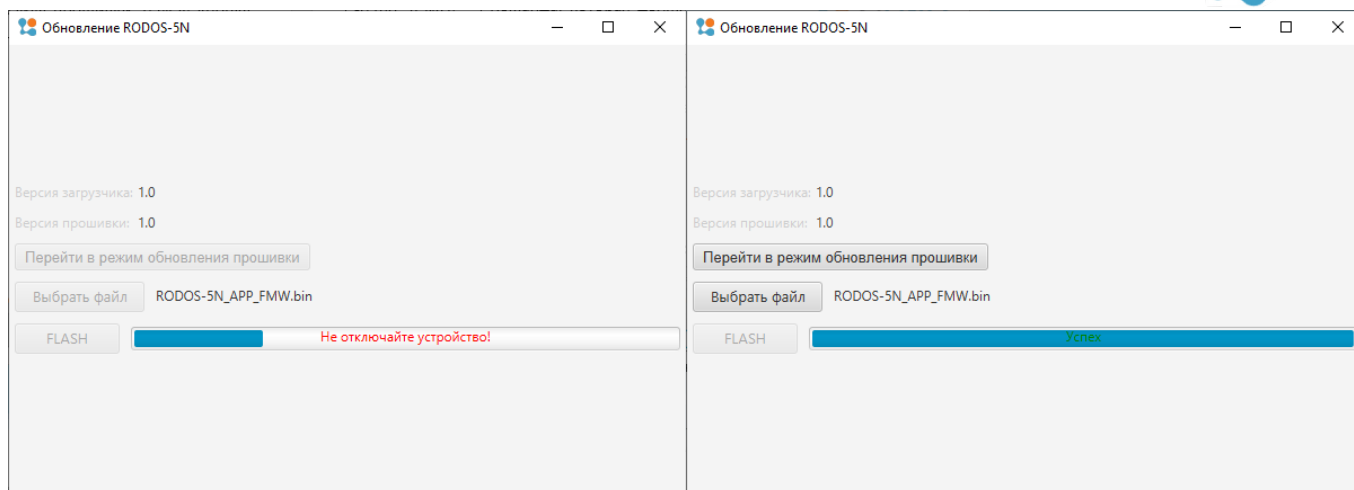 Обновление RODOS-5N
Версия загрузчика: 1.0
Версия прошивки: 1.0
Перейти в режим обновления прошивки
Выбрать файл RODOS-5N_APP_FMW.bin
FLASH Не отключайте устройство!
Обновление RODOS-5N
Версия загрузчика: 1.0
Версия прошивки: 1.0
Перейти в режим обновления прошивки
Выбрать файл RODOS-5N_APP_FMW.bin
FLASH Успех